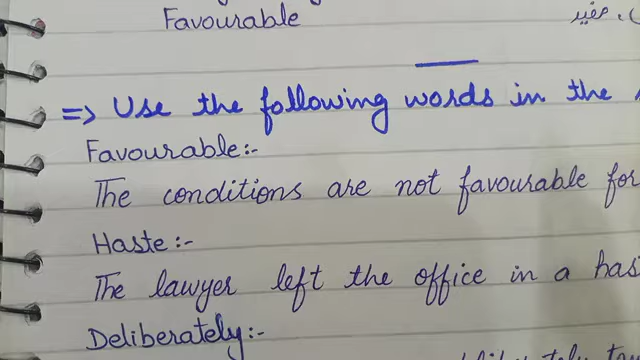 Favourable مفید
=> Use the following words in the
Favourable:-
The conditions are not favourable for
Haste:-
The lawyer left the office in a has
Deliberately:-